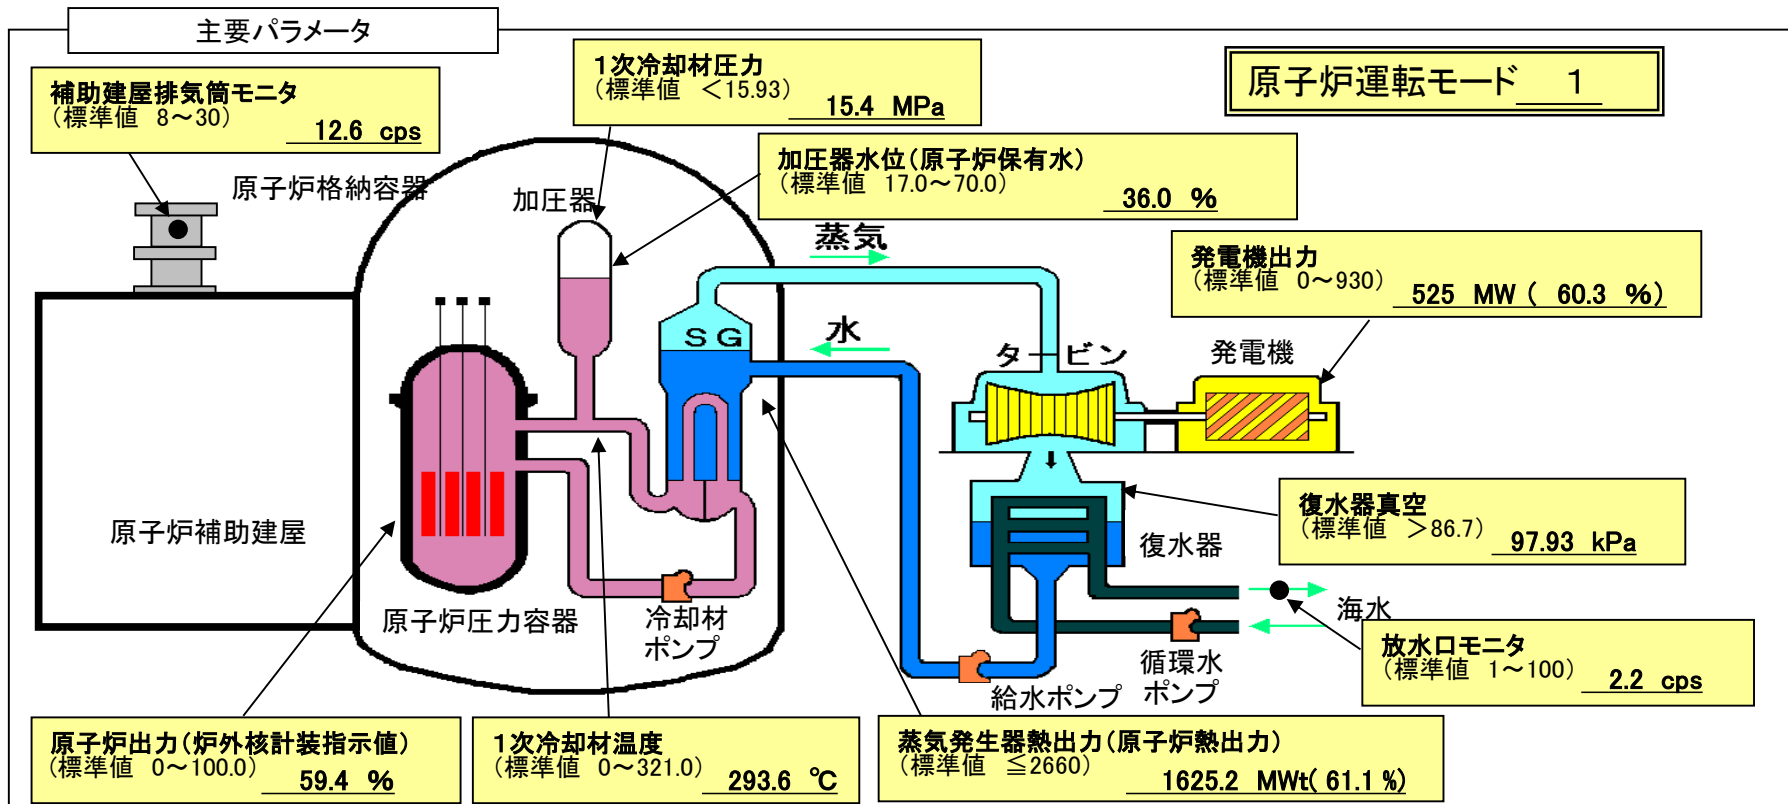 主要パラメータ
補助建屋排気筒モニタ
(標準値 8～30)
12.6 cps
1次冷却材圧力
(標準値 ＜15.93)
15.4 MPa
原子炉運転モード 1
加圧器水位(原子炉保有水)
(標準値 17.0～70.0)
36.0 %
原子炉格納容器
加圧器
蒸気
発電機出力
(標準値 0～930)
525 MW ( 60.3 %)
SG
水
タービン
発電機
原子炉補助建屋
復水器真空
(標準値 ＞86.7)
97.93 kPa
復水器
海水
原子炉圧力容器
冷却材
ポンプ
給水ポンプ
循環水
ポンプ
放水口モニタ
(標準値 1～100)
2.2 cps
原子炉出力(炉外核計装指示値)
(標準値 0～100.0)
59.4 %
1次冷却材温度
(標準値 0～321.0)
293.6 ℃
蒸気発生器熱出力(原子炉熱出力)
(標準値 ≦2660)
1625.2 MWt( 61.1 %)